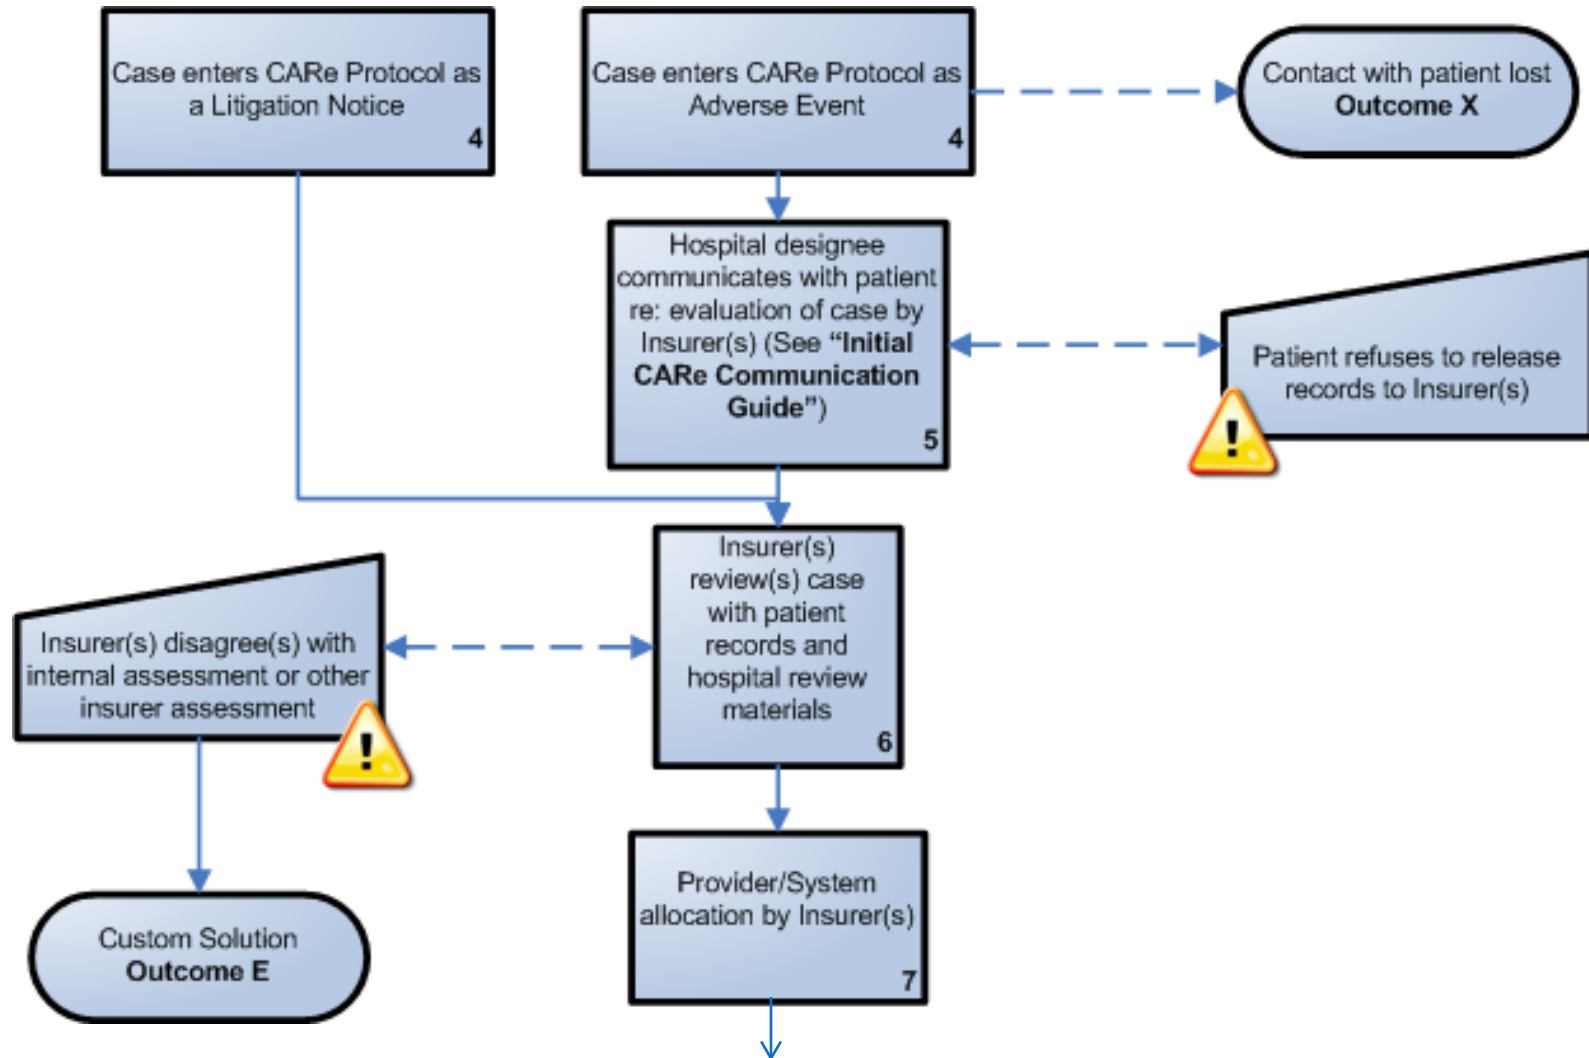 Case enters CARe Protocol as
a Litigation Notice
4
Case enters CARe Protocol as
Adverse Event
4
Contact with patient lost
Outcome X
Hospital designee
communicates with patient
re: evaluation of case by
Insurer(s) (See “Initial
CARe Communication
Guide”)
5
Patient refuses to release
records to Insurer(s)
!
Insurer(s)
review(s) case
with patient
records and
hospital review
materials
6
Insurer(s) disagree(s) with
internal assessment or other
insurer assessment
!
Provider/System
allocation by Insurer(s)
7
Custom Solution
Outcome E